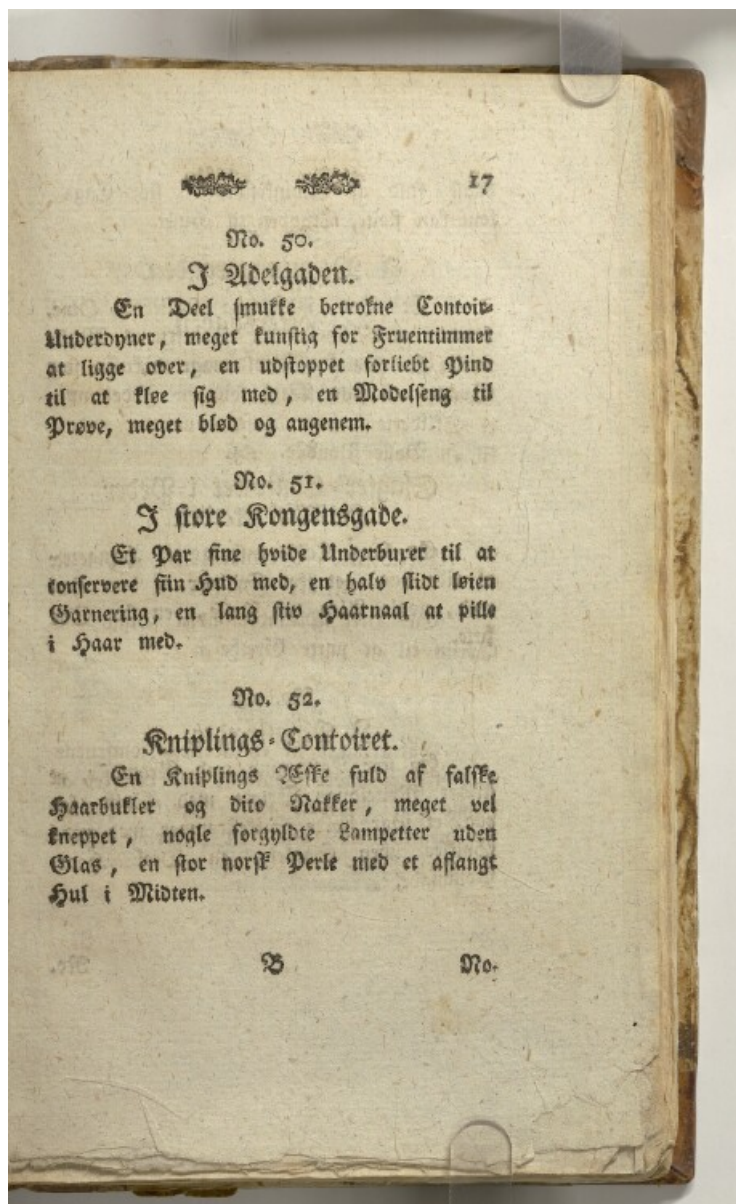 17
No. 50.
I Adelgaden.
En Deel smukke betrokne Contoir-
Underdyner, meget kunstig for Fruentimmer
at ligge over, en udstoppet forliebt Pind
til at kløe sig med, en Modelseng til
Prøve, meget blød og angenem.
No. 51.
I store Kongensgade.
Et Par fine hvide Underbuxer til at
konservere fiin Hud med, en halv slidt løien
Garnering, en lang stiv Haarnaal at pille
i Haar med.
No. 52.
Kniplings-Contoiret.
En Kniplings Æske fuld af falske
Haarbukler og dito Nakker, meget vel
kneppet, nogle forgyldte Lampetter uden
Glas, en stor norsk Perle med et aflangt
Hul i Midten.
B No.